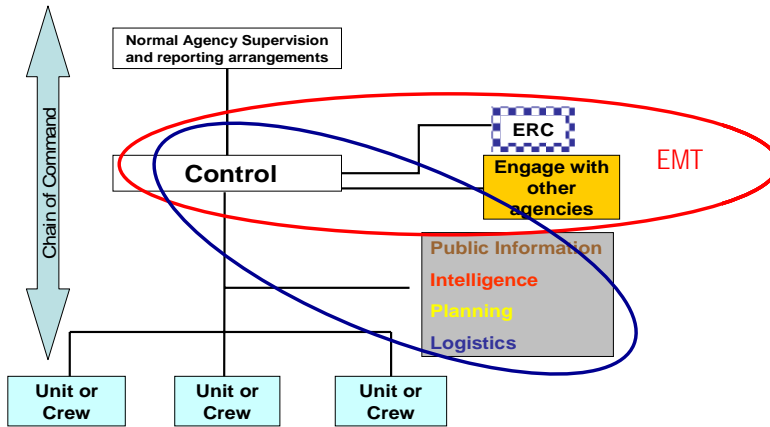 Normal Agency Supervision
and reporting arrangements
Chain of Command
ERC
EMT
Control
Engage with
other
agencies
Public Information
Intelligence
Planning
Logistics
Unit or
Crew
Unit or
Crew
Unit or
Crew